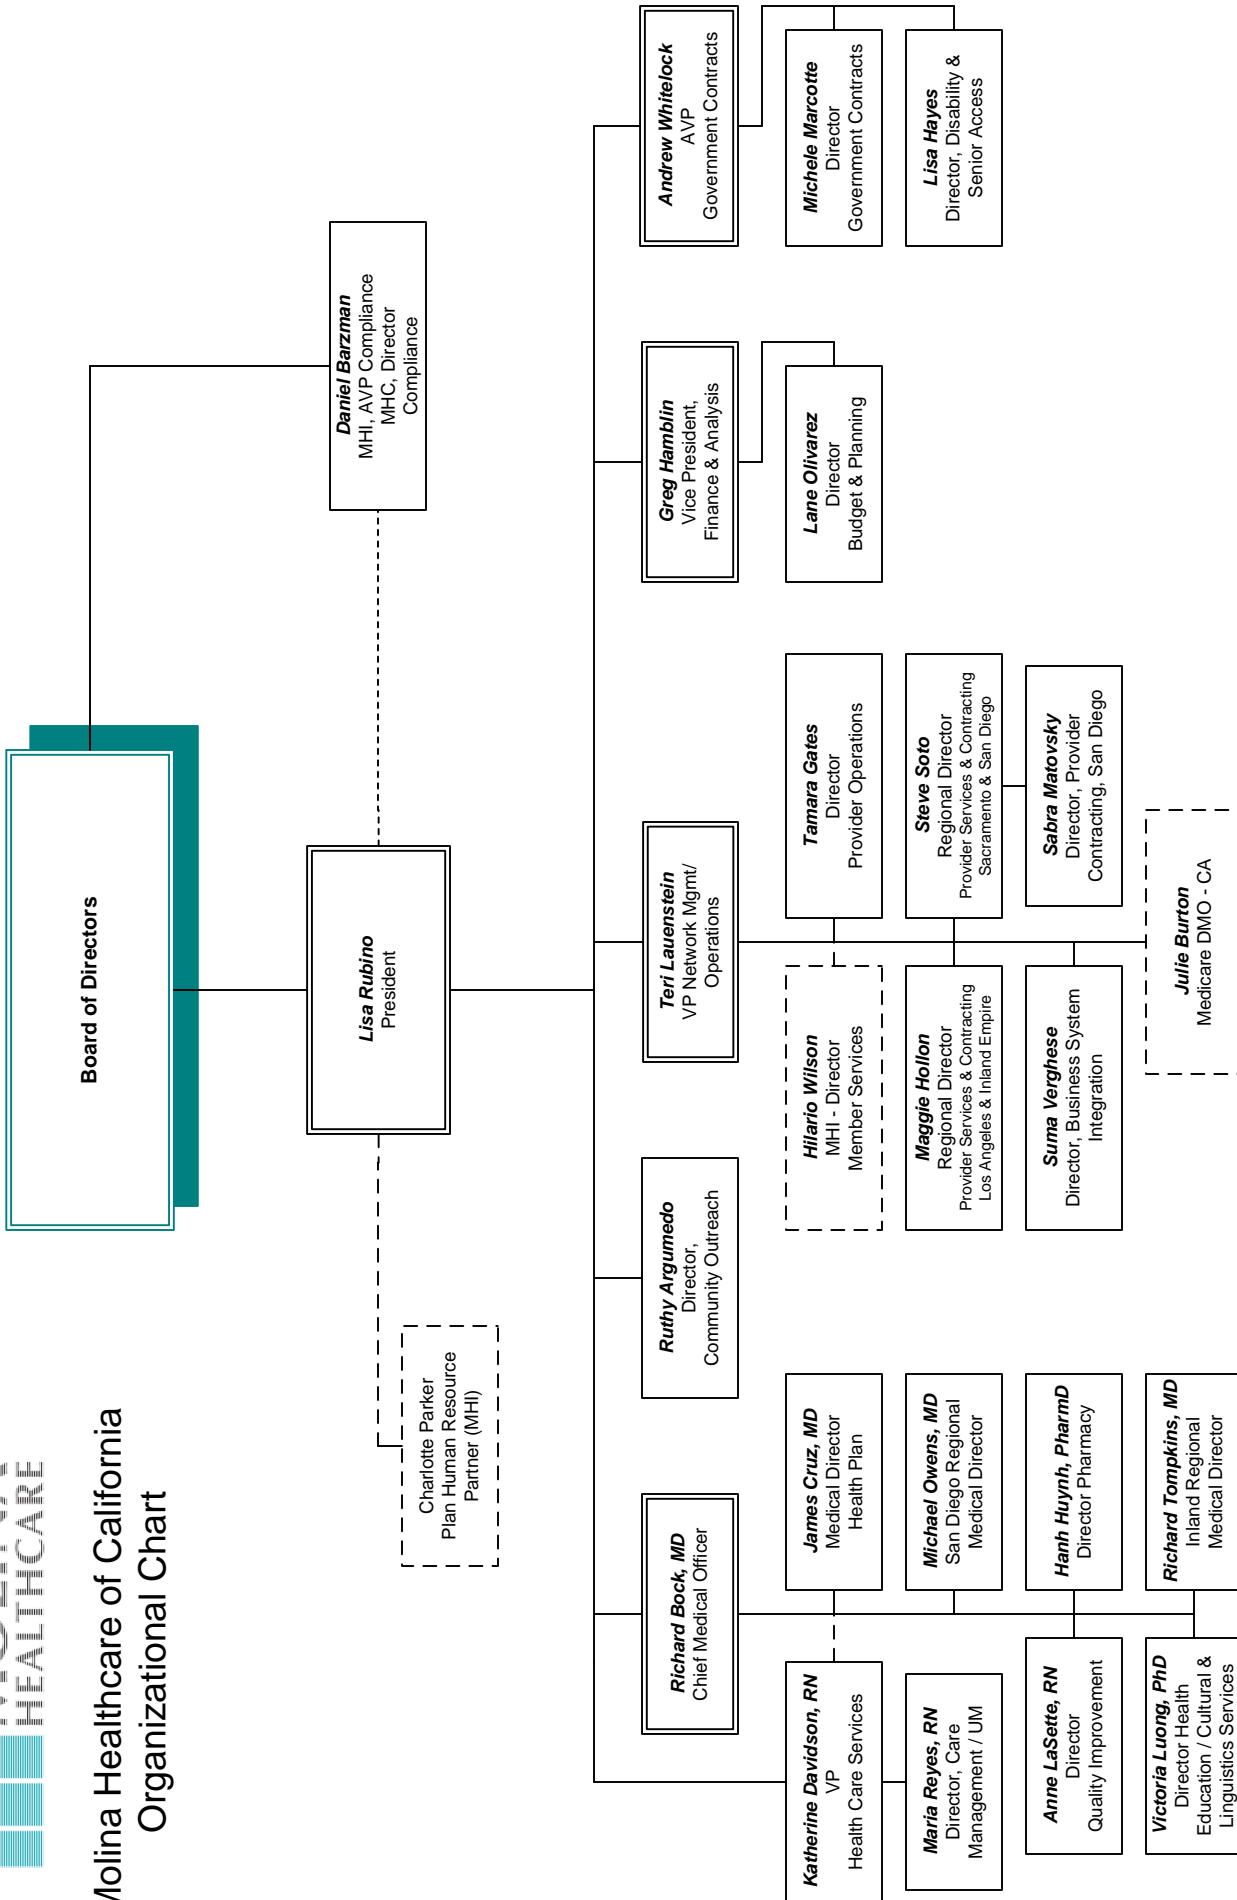 HEALTHCARE
Molina Healthcare of California
Organizational Chart
Board of Directors
Daniel Barzman
MHI, AVP Compliance
MHC, Director
Compliance
Lisa Rubino
President
Charlotte Parker
Plan Human Resource
Partner (MHI)
Richard Bock, MD
Chief Medical Officer
Ruthy Argumedo
Director,
Community Outreach
Teri Lauenstein
VP Network Mgmt/
Operations
Greg Hamblin
Vice President,
Finance & Analysis
Andrew Whitelock
AVP
Government Contracts
Katherine Davidson, RN
VP
Health Care Services
James Cruz, MD
Medical Director
Health Plan
Hilario Wilson
MHI - Director
Member Services
Tamara Gates
Director
Provider Operations
Lane Olivarez
Director
Budget & Planning
Michele Marcotte
Director
Government Contracts
Maria Reyes, RN
Director, Care
Management / UM
Michael Owens, MD
San Diego Regional
Medical Director
Maggie Hollon
Regional Director
Provider Services & Contracting
Los Angeles & Inland Empire
Steve Soto
Regional Director
Provider Services & Contracting
Sacramento & San Diego
Lisa Hayes
Director, Disability &
Senior Access
Anne LaSette, RN
Director
Quality Improvement
Hanh Huynh, PharmD
Director Pharmacy
Suma Verghese
Director, Business System
Integration
Sabra Matovsky
Director, Provider
Contracting, San Diego
Victoria Luong, PhD
Director Health
Education / Cultural &
Linguistics Services
Richard Tompkins, MD
Inland Regional
Medical Director
Julie Burton
Medicare DMO - CA